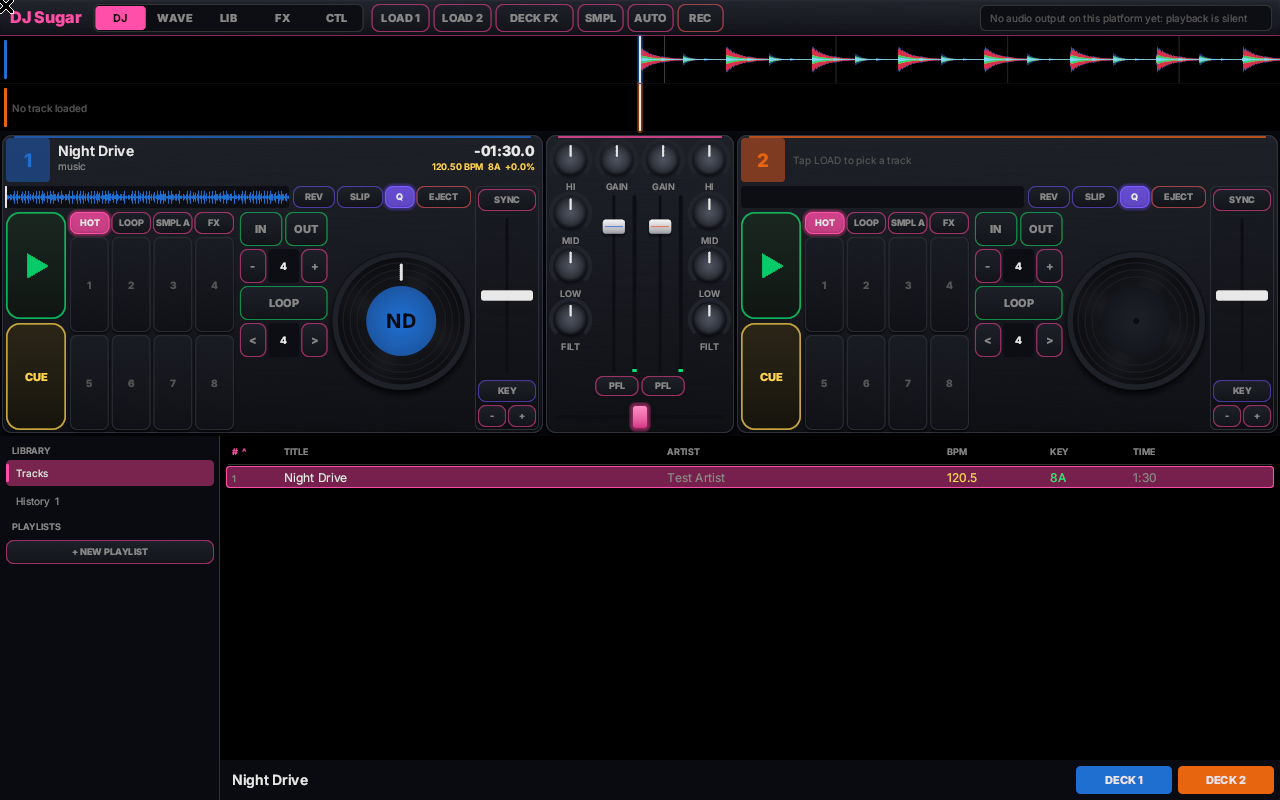 DJ Sugar DJ WAVE LIB FX CTL LOAD 1 LOAD 2 DECK FX SMPL AUTO REC No audio output on this platform yet: playback is silent
No track loaded
1 Night Drive -01:30.0
music 120.50 BPM 8A +0.0%
REV SLIP Q EJECT SYNC
HOT LOOP SMPL A FX IN OUT
1 2 3 4 - 4 +
LOOP
< 4 >
ND
CUE 5 6 7 8 KEY
- +
HI GAIN GAIN HI
MID MID
LOW LOW
FILT FILT
PFL PFL
2 Tap LOAD to pick a track
REV SLIP Q EJECT SYNC
HOT LOOP SMPL A FX IN OUT
1 2 3 4 - 4 +
LOOP
< 4 >
CUE 5 6 7 8 KEY
- +
LIBRARY
Tracks
History 1
PLAYLISTS
+ NEW PLAYLIST
# ^ TITLE ARTIST BPM KEY TIME
1 Night Drive Test Artist 120.5 8A 1:30
Night Drive DECK 1 DECK 2